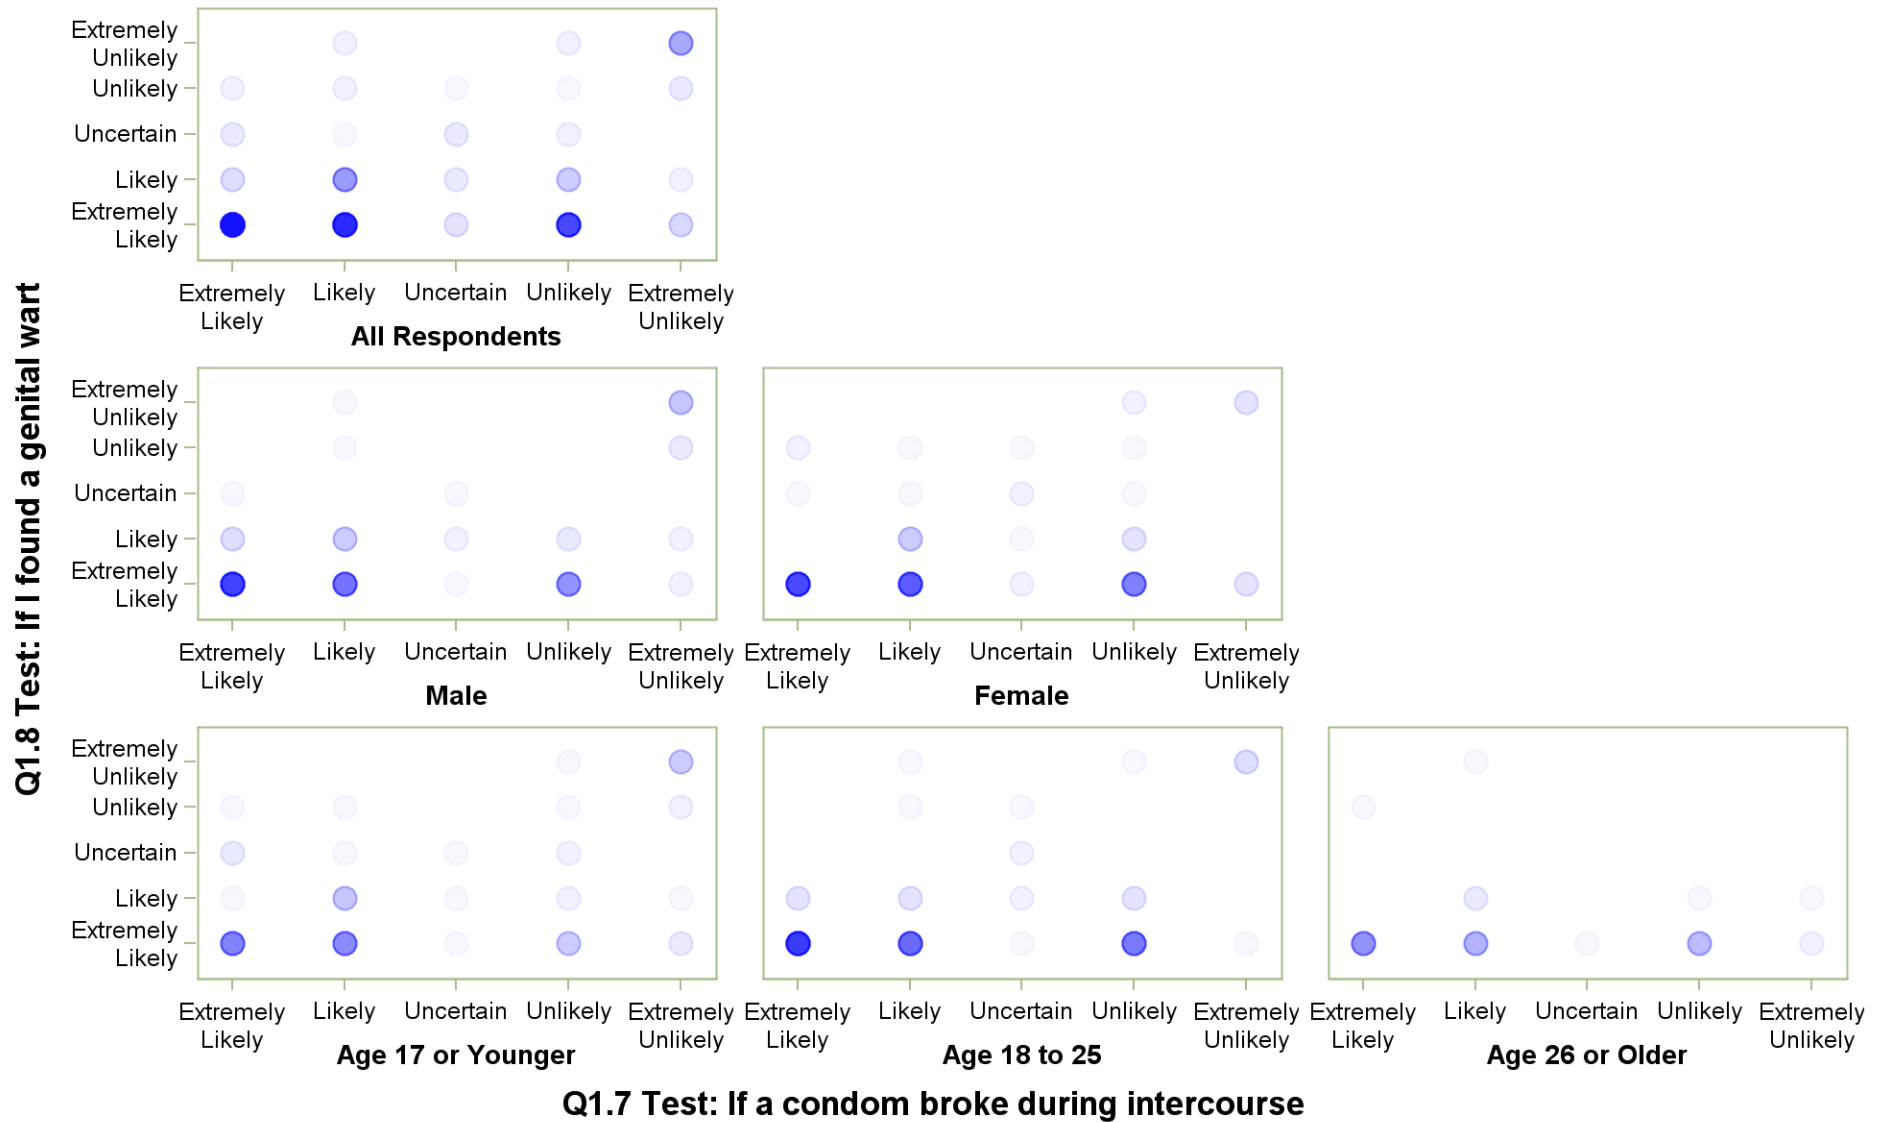 Q1.8 Test: If I found a genital wart
Extremely
Unlikely
Unlikely
Uncertain
Likely
Extremely
Likely
Extremely Likely Uncertain Unlikely Extremely
Likely Unlikely
All Respondents
Extremely
Unlikely
Unlikely
Uncertain
Likely
Extremely
Likely
Extremely Likely Uncertain Unlikely Extremely Extremely Likely Uncertain Unlikely Extremely
Likely Unlikely Likely Unlikely
Male Female
Extremely
Unlikely
Unlikely
Uncertain
Likely
Extremely
Likely
Extremely Likely Uncertain Unlikely Extremely Extremely Likely Uncertain Unlikely Extremely Extremely Likely Uncertain Unlikely Extremely
Likely Unlikely Likely Unlikely Likely Unlikely
Age 17 or Younger Age 18 to 25 Age 26 or Older
Q1.7 Test: If a condom broke during intercourse